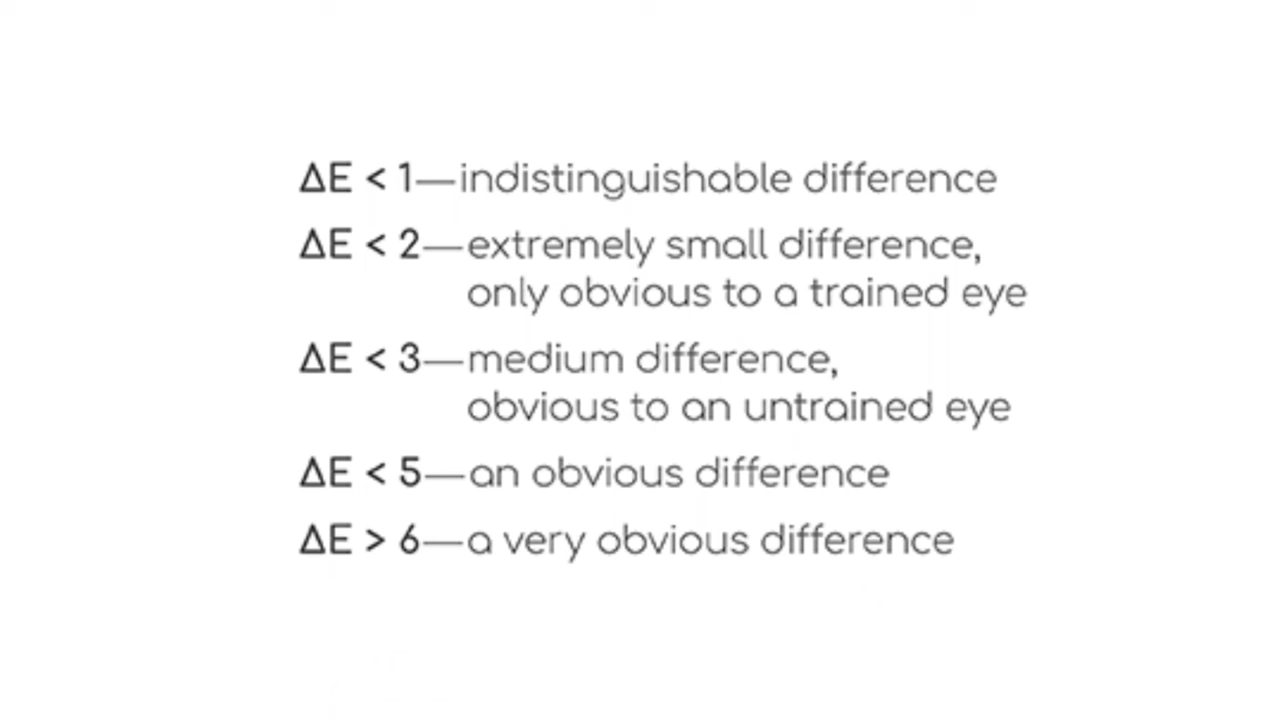 ΔE < 1—indistinguishable difference
ΔE < 2—extremely small difference,
only obvious to a trained eye
ΔE < 3—medium difference,
obvious to an untrained eye
ΔE < 5—an obvious difference
ΔE > 6—a very obvious difference